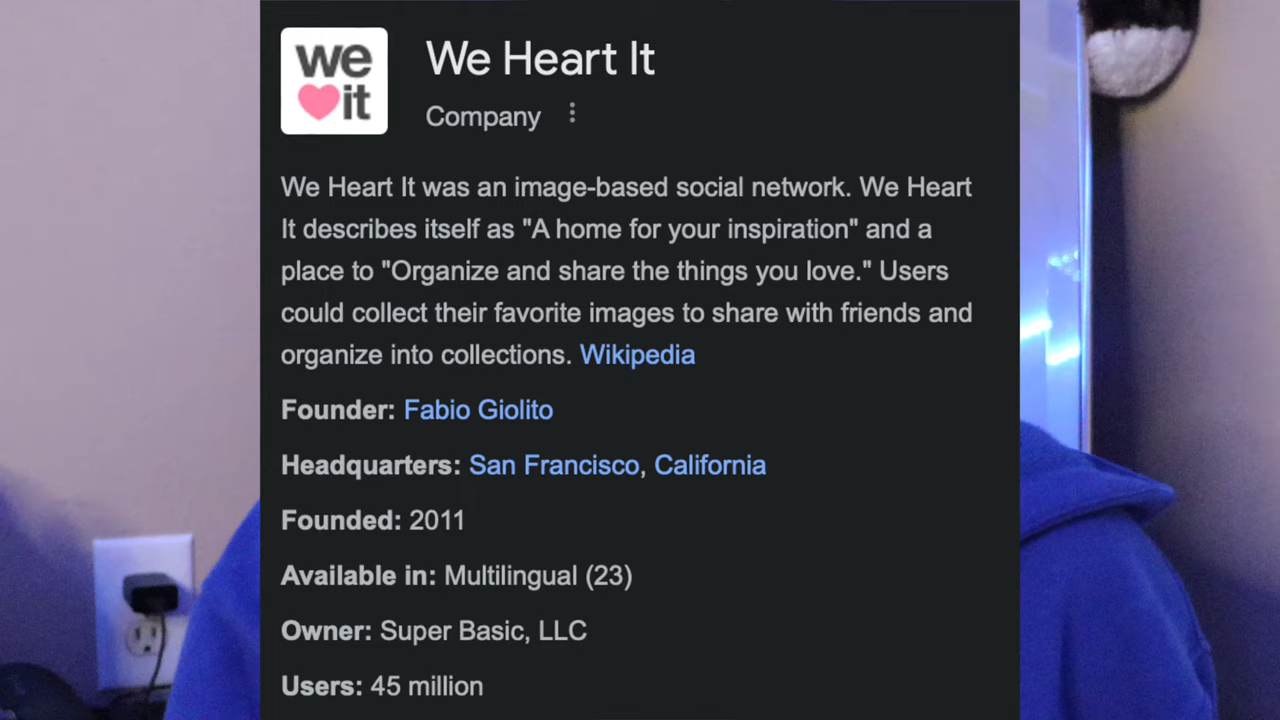 we
it
We Heart It
Company
We Heart It was an image-based social network. We Heart
It describes itself as "A home for your inspiration" and a
place to "Organize and share the things you love." Users
could collect their favorite images to share with friends and
organize into collections. Wikipedia
Founder: Fabio Giolito
Headquarters: San Francisco, California
Founded: 2011
Available in: Multilingual (23)
Owner: Super Basic, LLC
Users: 45 million